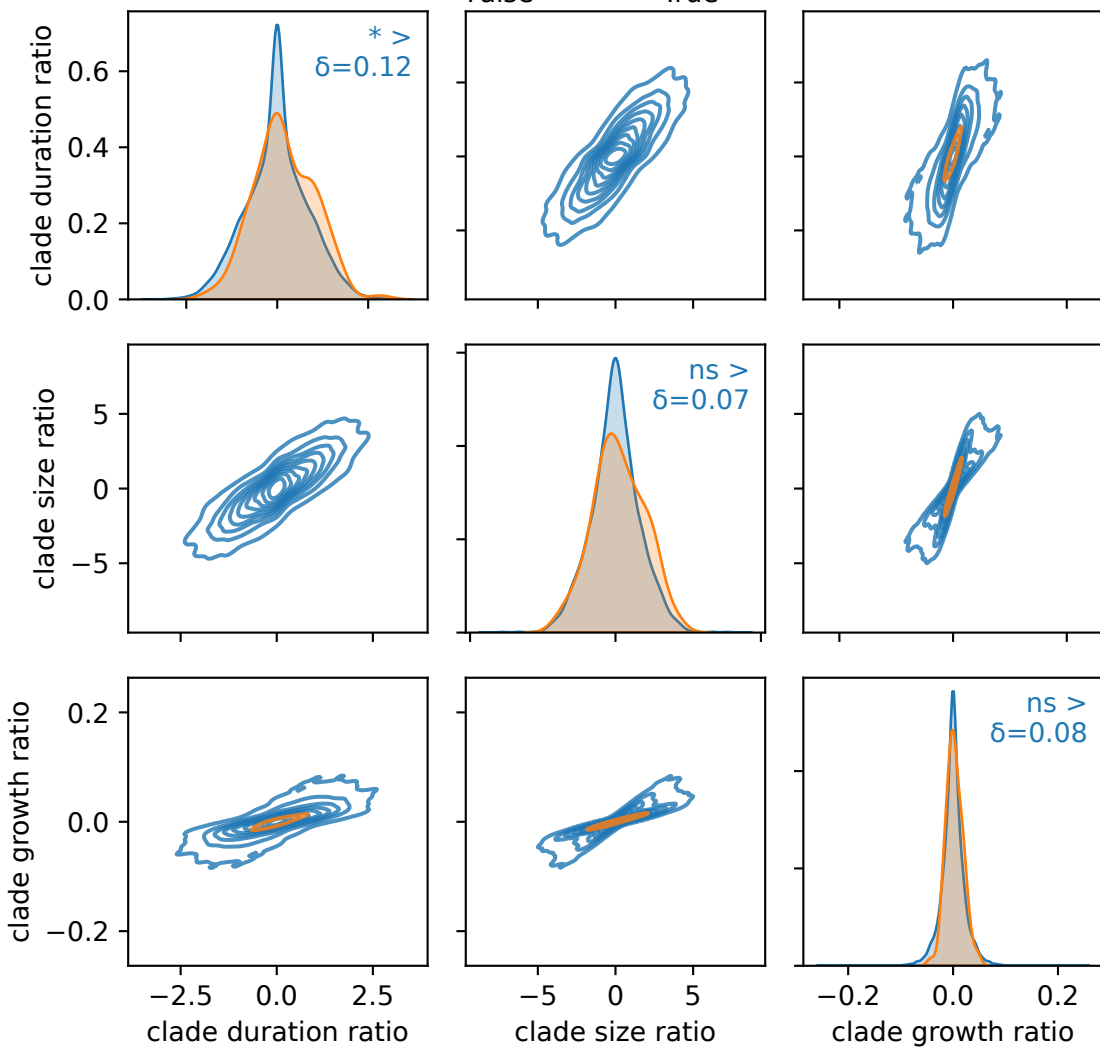 clade duration ratio
0.6
0.4
0.2
0.0
* >
δ=0.12
clade size ratio
5
0
−5
ns >
δ=0.07
clade growth ratio
0.2
0.0
−0.2
ns >
δ=0.08
−2.5 0.0 2.5
−5 0 5
−0.2 0.0 0.2
clade duration ratio
clade size ratio
clade growth ratio